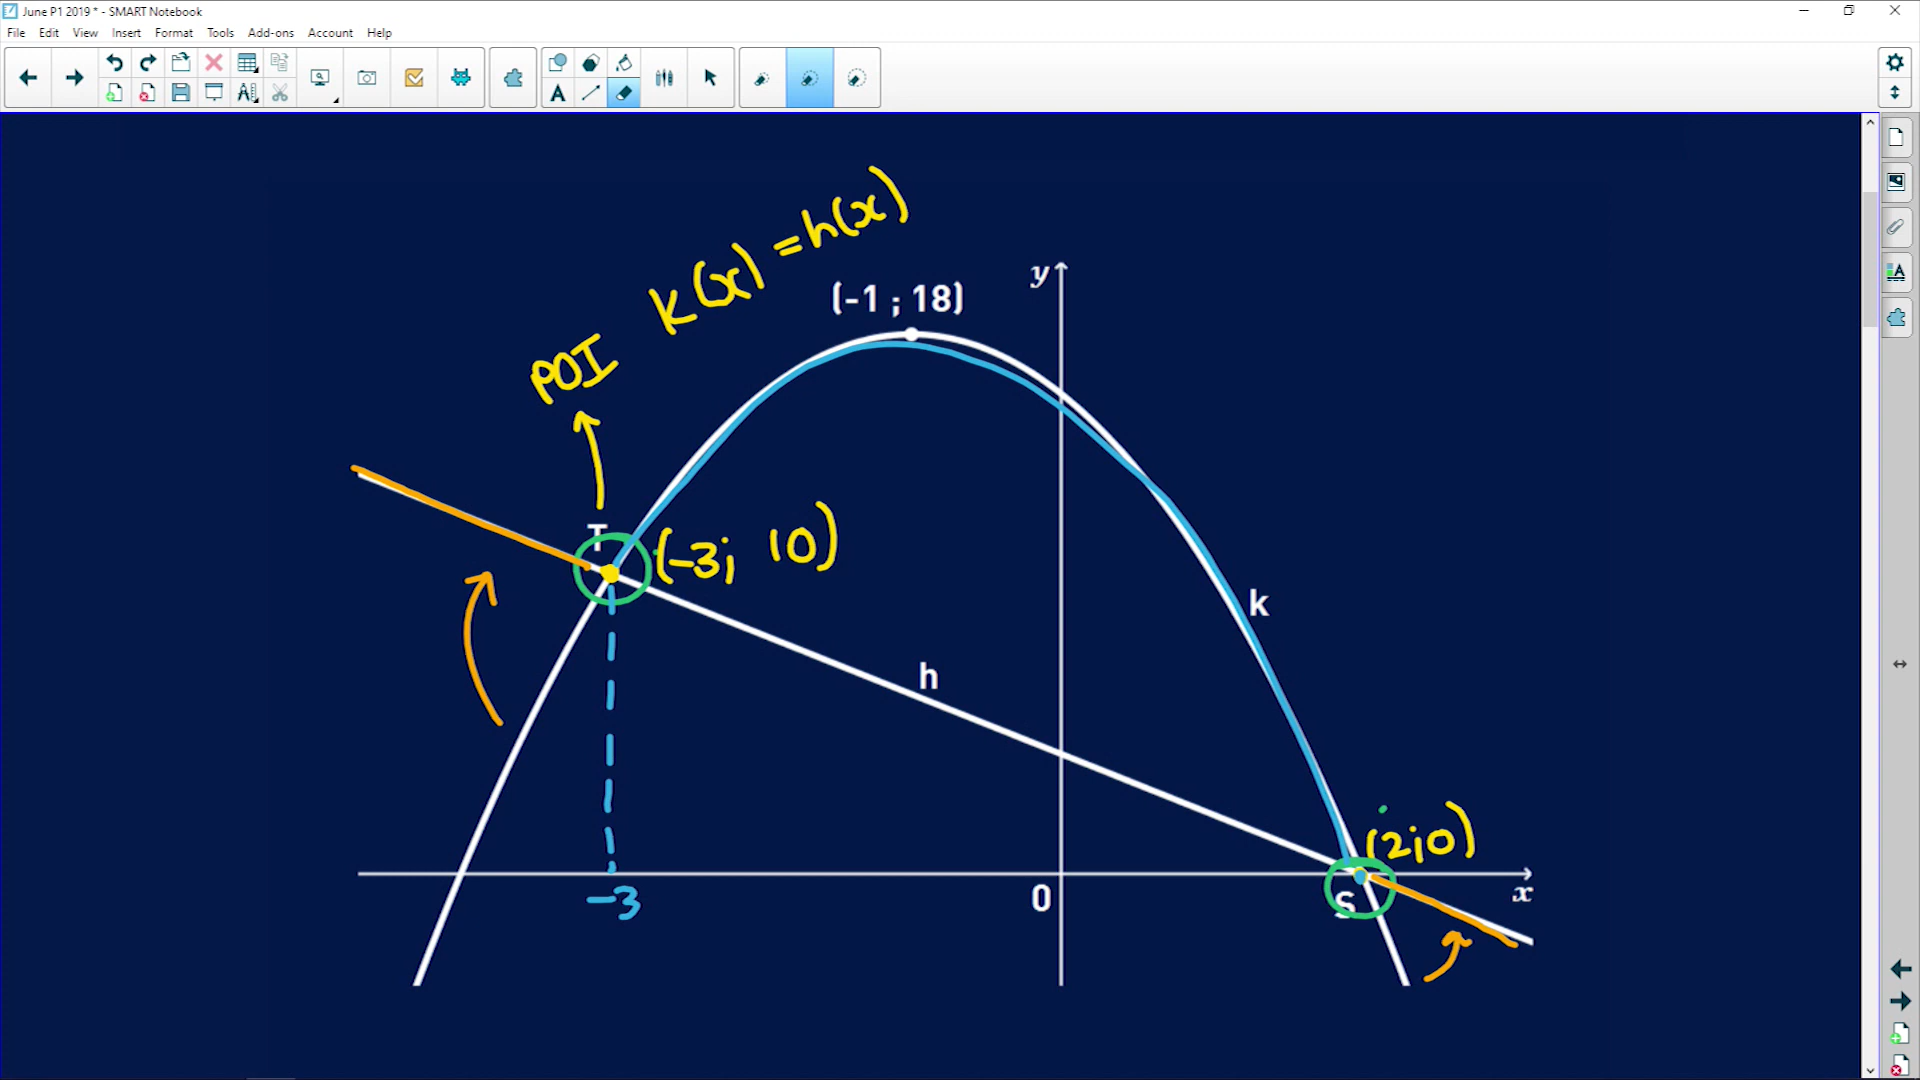 June P1 2019 * - SMART Notebook
File Edit View Insert Format Tools Add-ons Account Help
k(x) = h(x)
y
(-1 ; 18)
POI
T
(-3; 10)
k
h
(2;0)
-3
0
S
x